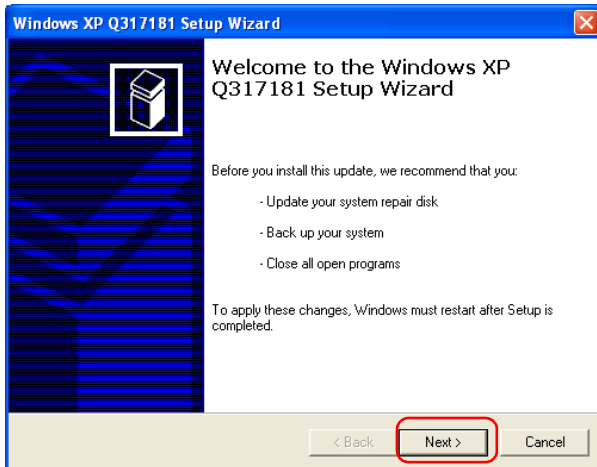 Windows XP Q317181 Setup Wizard
Welcome to the Windows XP
Q317181 Setup Wizard
Before you install this update, we recommend that you:
- Update your system repair disk
- Back up your system
- Close all open programs
To apply these changes, Windows must restart after Setup is
completed.
< Back Next > Cancel